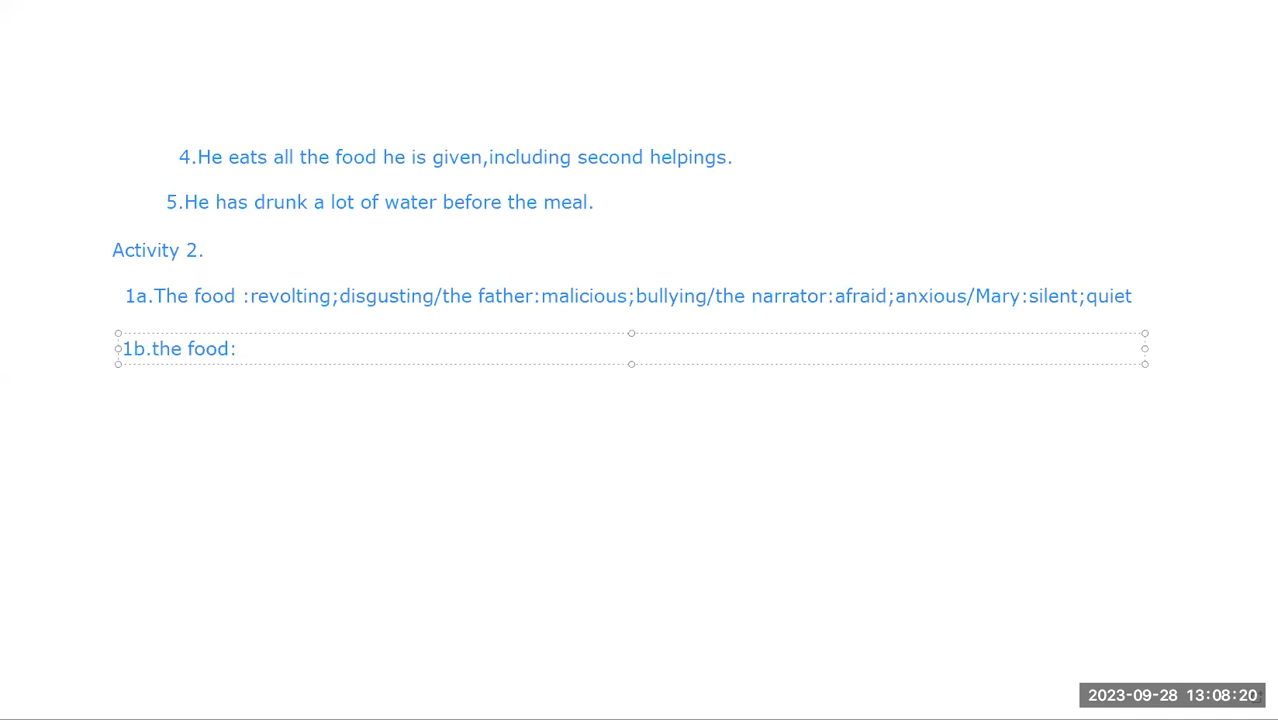 4.He eats all the food he is given,including second helpings.
5.He has drunk a lot of water before the meal.
Activity 2.
1a.The food :revolting;disgusting/the father:malicious;bullying/the narrator:afraid;anxious/Mary:silent;quiet
1b.the food:
2023-09-28 13:08:20